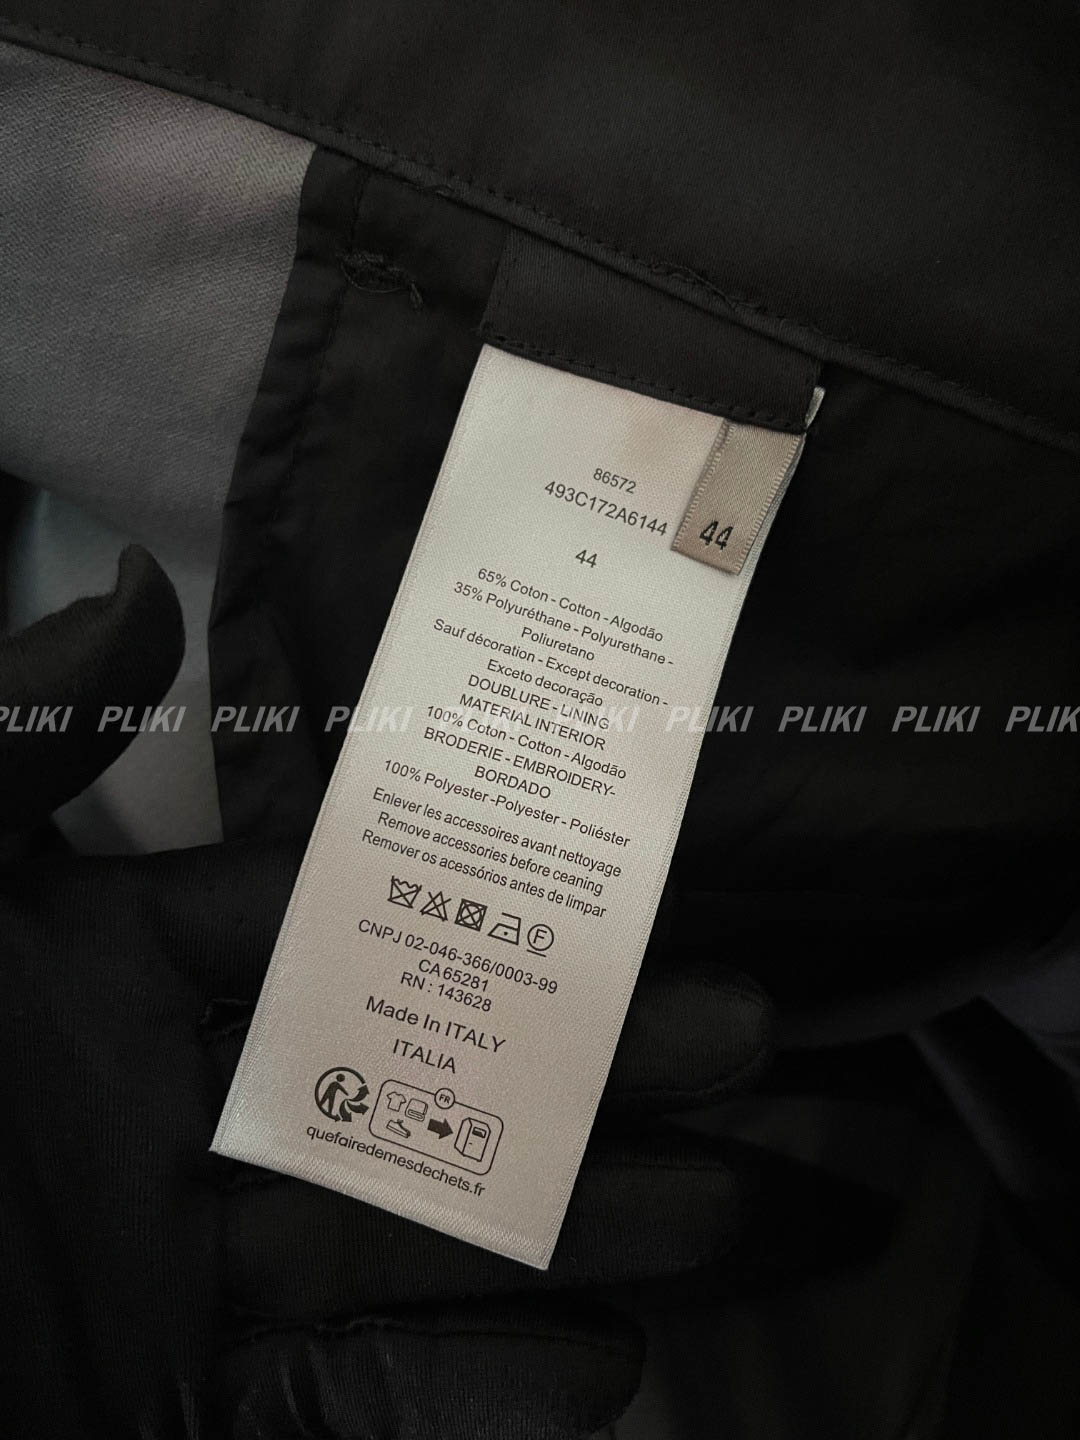 86572
493C172A6144
44
44
65% Coton - Cotton - Algodão
35% Polyuréthane - Polyurethane -
Poliuretano
Sauf décoration - Except decoration -
Exceto decoração
DOUBLURE - LINING
MATERIAL INTERIOR
100% Coton - Cotton - Algodão
BRODERIE - EMBROIDERY-
BORDADO
100% Polyester -Polyester - Poliéster
Enlever les accessoires avant nettoyage
Remove accessories before ceaning
Remover os acessórios antes de limpar
F
CNPJ 02-046-366/0003-99
CA 65281
RN : 143628
Made In ITALY
ITALIA
FR
quefairedemesdechets.fr
PLIKI PLIKI PLIKI PLIKI PLIKI PLIKI PLIKI PLIKI PLIKI PLIK